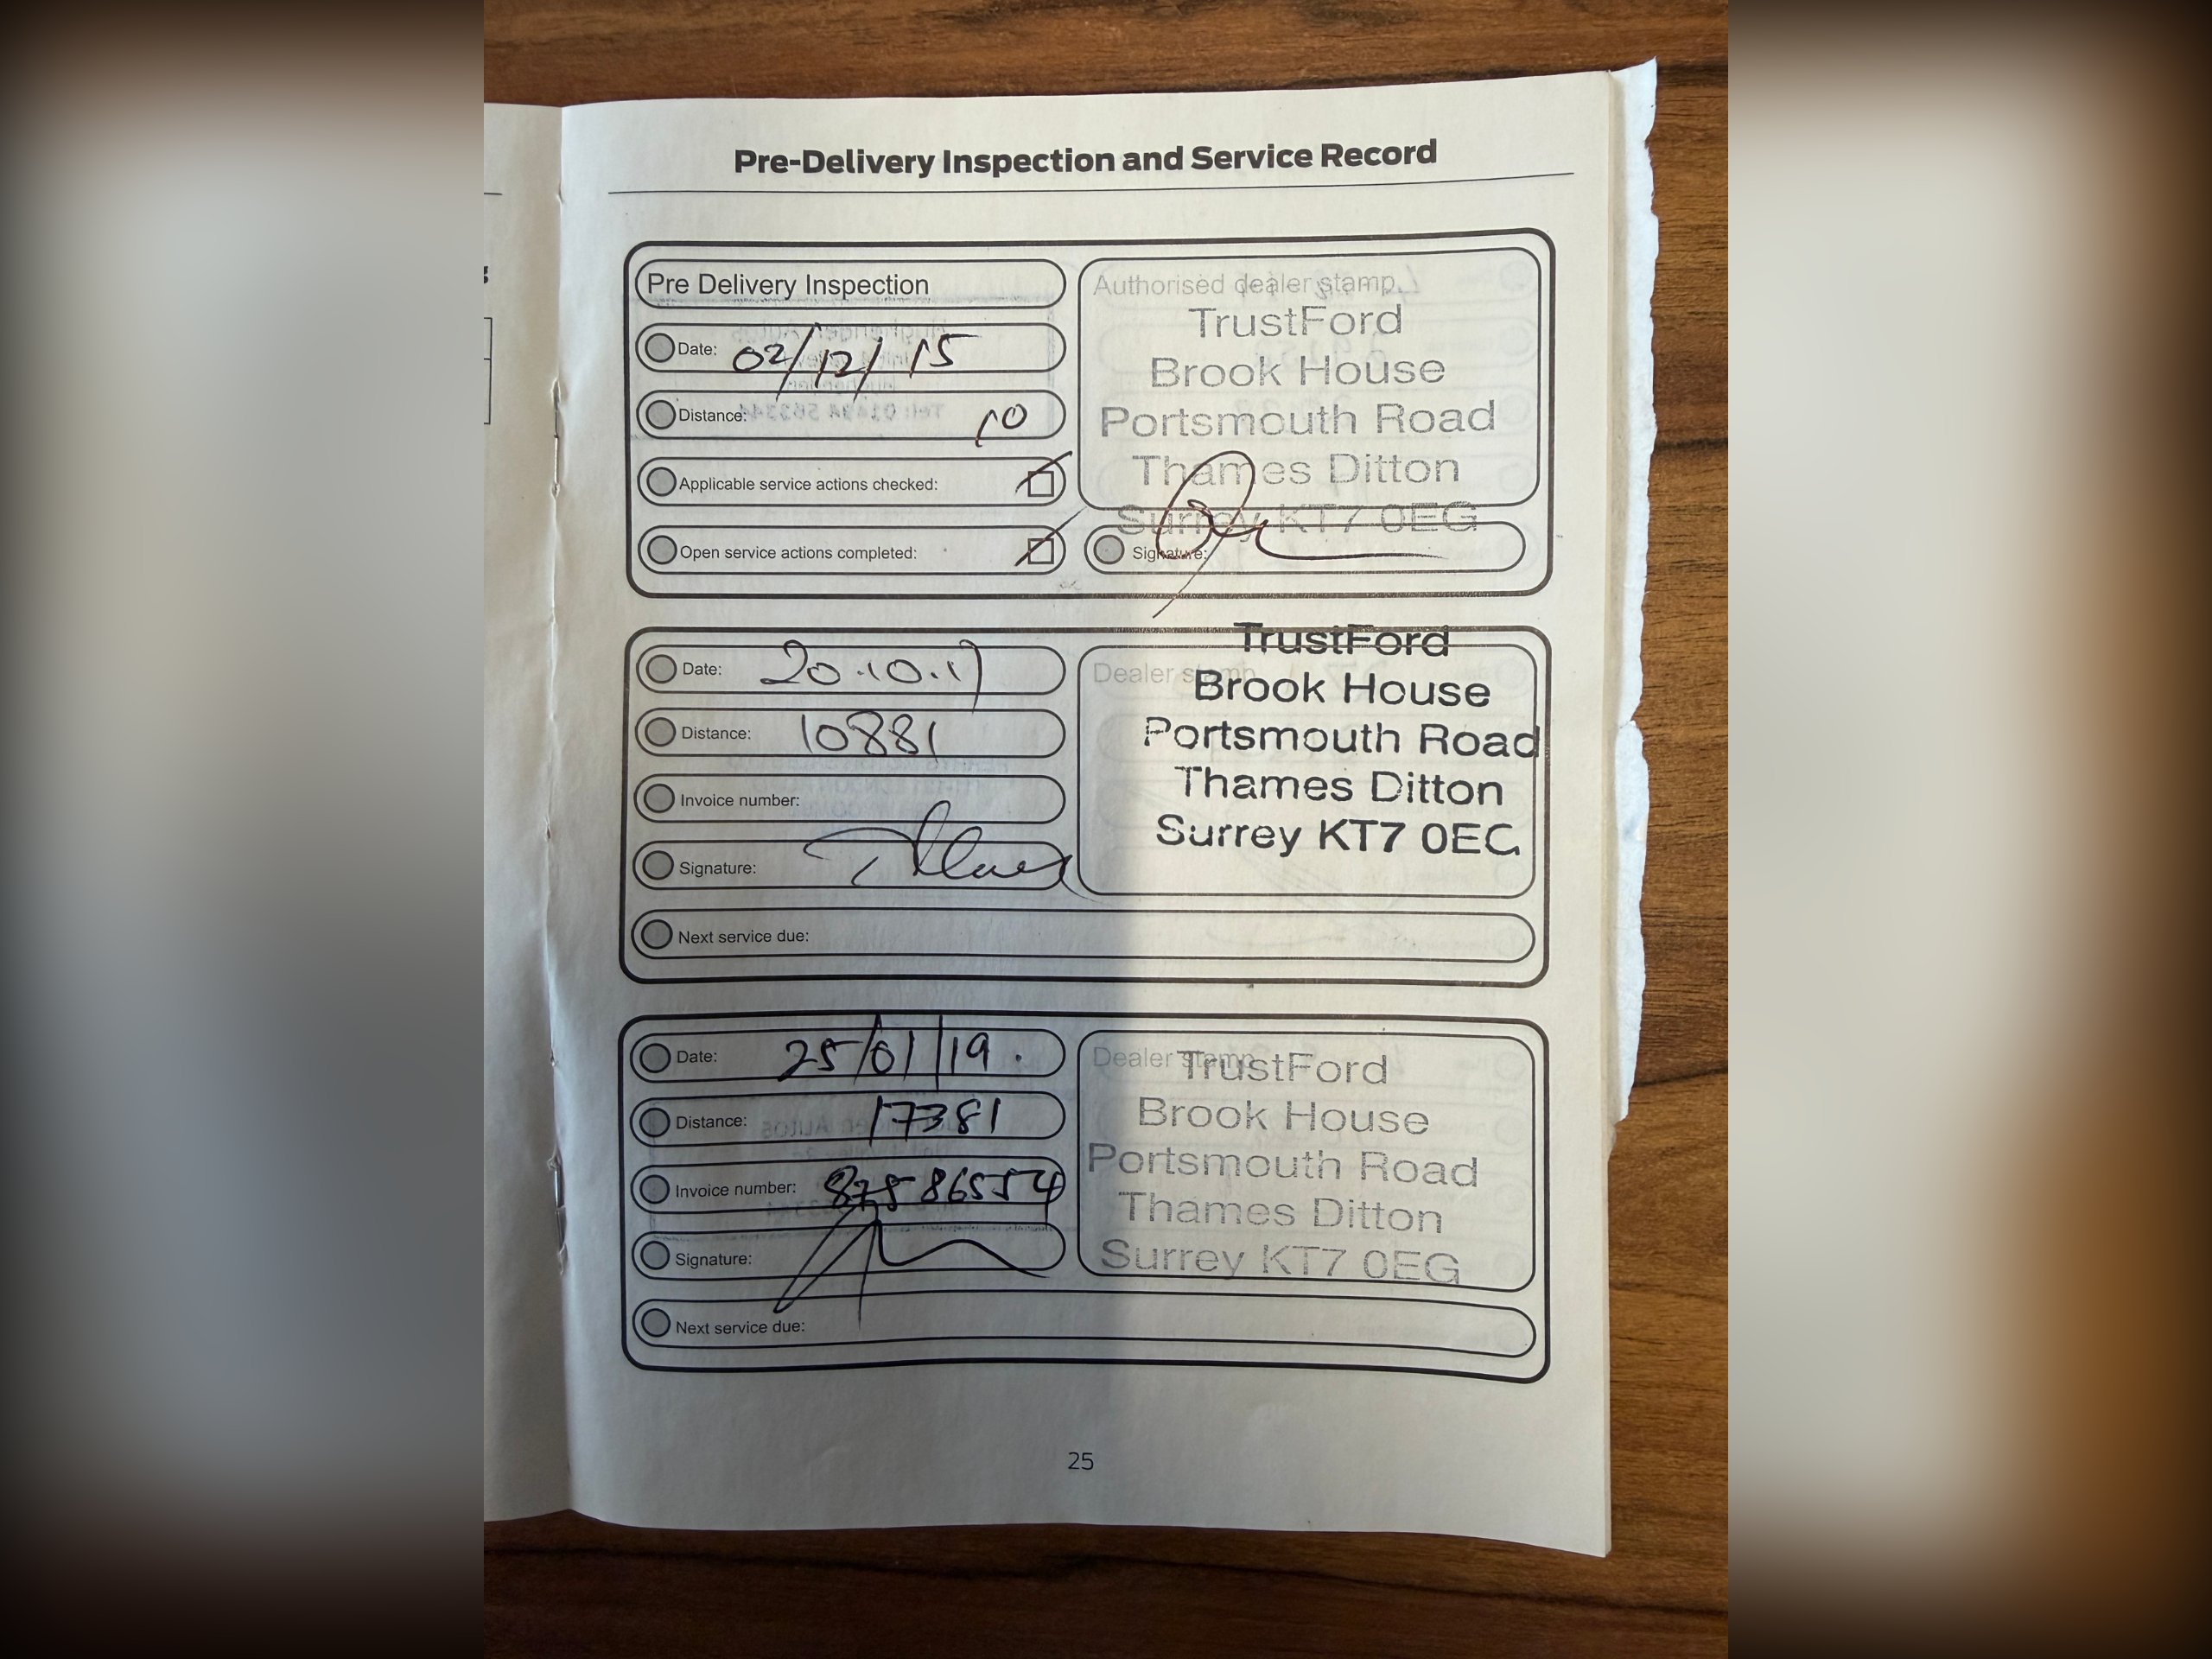 Pre-Delivery Inspection and Service Record
Pre Delivery Inspection
Date: 02/12/15
Distance: 10
Applicable service actions checked:
Open service actions completed:
Authorised dealer stamp
TrustFord
Brook House
Portsmouth Road
Thames Ditton
Surrey KT7 0EG
Signature:
Date: 20.10.17
Distance: 10881
Invoice number:
Signature:
Next service due:
Dealer stamp
TrustFord
Brook House
Portsmouth Road
Thames Ditton
Surrey KT7 0EG
Date: 25/01/19.
Distance: 17381
Invoice number: 87586554
Signature:
Next service due:
Dealer stamp
TrustFord
Brook House
Portsmouth Road
Thames Ditton
Surrey KT7 0EG
25